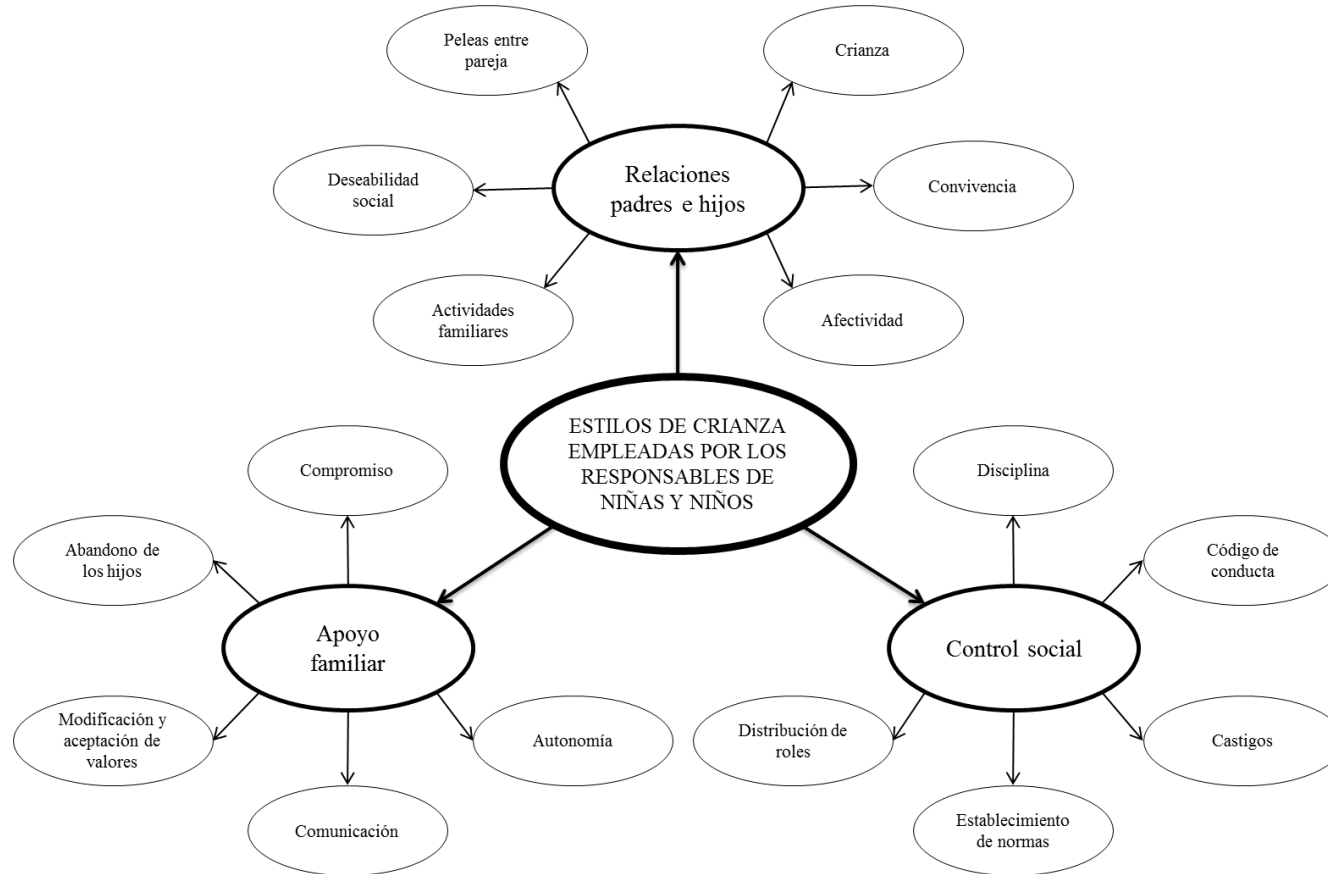 Peleas entre
pareja
Crianza
Deseabilidad
social
Relaciones
padres e hijos
Convivencia
Actividades
familiares
Afectividad
ESTILOS DE CRIANZA
EMPLEADAS POR LOS
RESPONSABLES DE
NIÑAS Y NIÑOS
Compromiso
Disciplina
Abandono de
los hijos
Código de
conducta
Apoyo
familiar
Control social
Modificación y
aceptación de
valores
Autonomía
Distribución de
roles
Castigos
Comunicación
Establecimiento
de normas